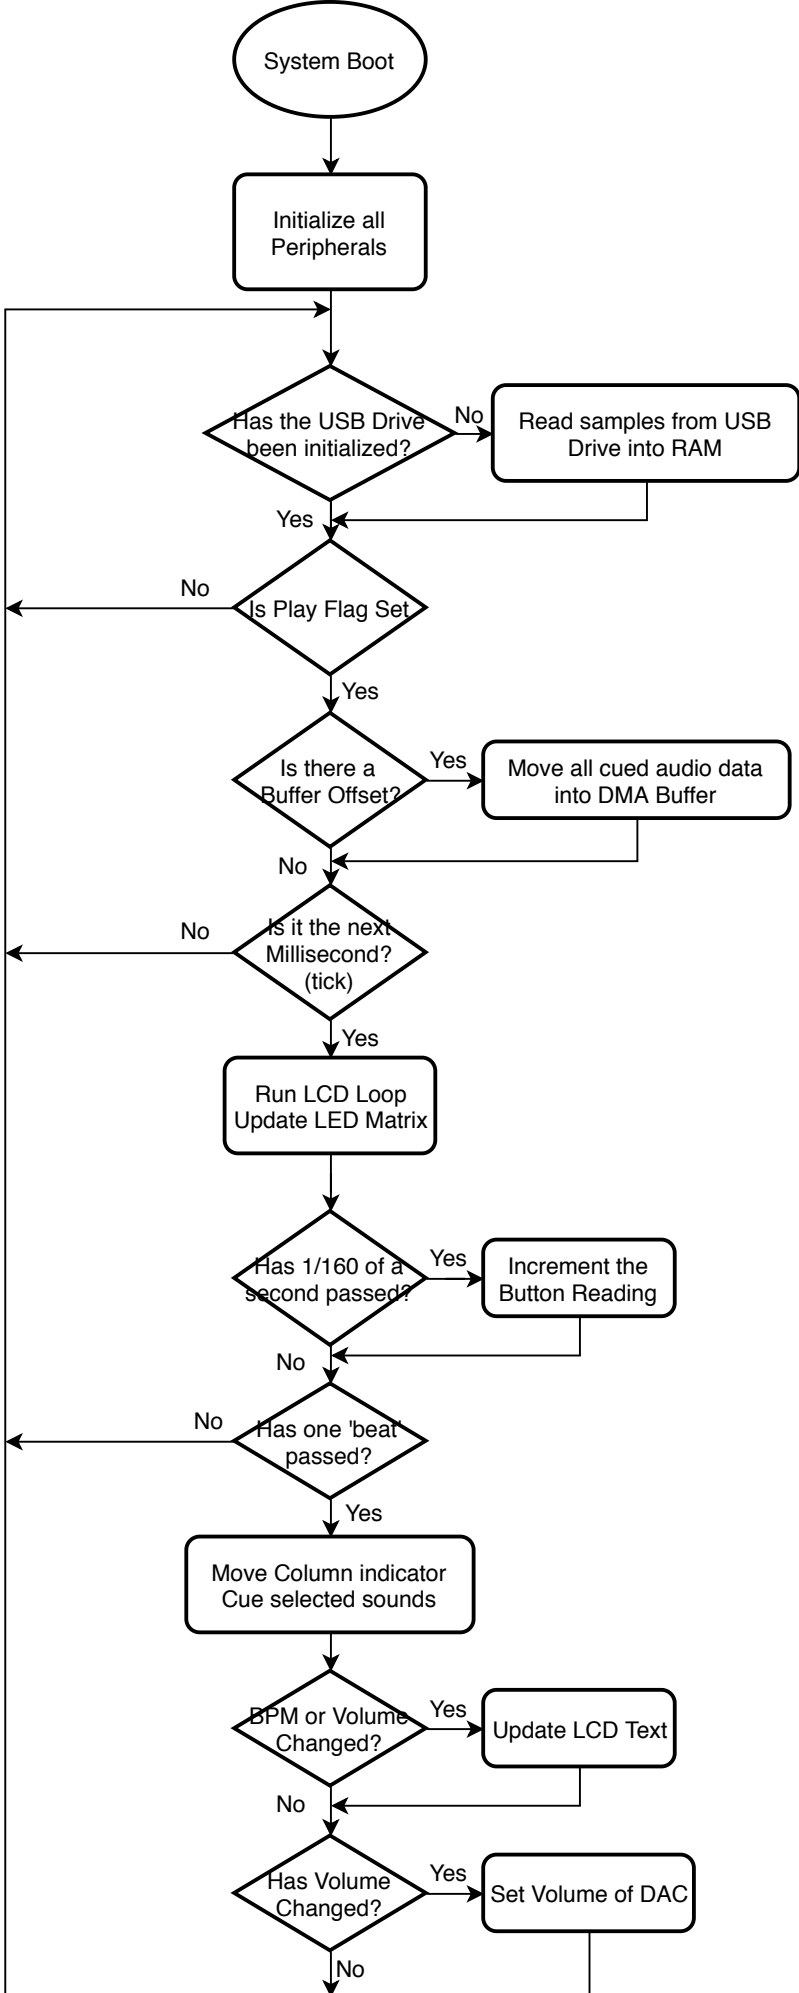 System Boot
Initialize all
Peripherals
Has the USB Drive
been initialized?
No
Read samples from USB
Drive into RAM
Yes
Is Play Flag Set
No
Yes
Is there a
Buffer Offset?
Yes
Move all cued audio data
into DMA Buffer
No
Is it the next
Millisecond?
(tick)
No
Yes
Run LCD Loop
Update LED Matrix
Has 1/160 of a
second passed?
Yes
Increment the
Button Reading
No
Has one 'beat'
passed?
No
Yes
Move Column indicator
Cue selected sounds
BPM or Volume
Changed?
Yes
Update LCD Text
No
Has Volume
Changed?
Yes
Set Volume of DAC
No